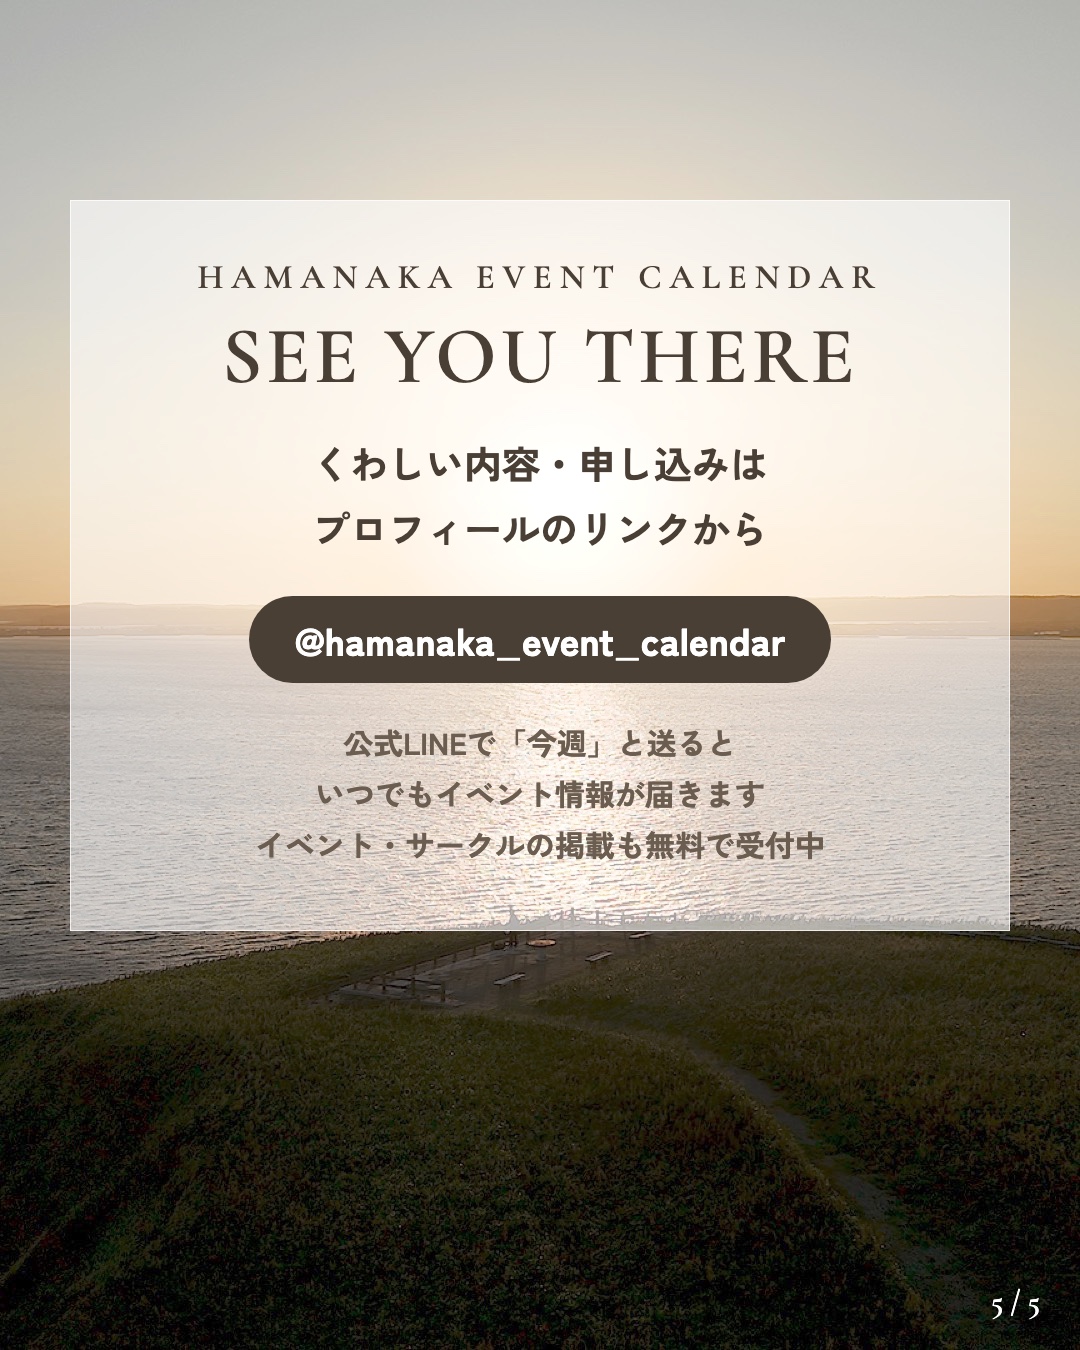 HAMANAKA EVENT CALENDAR
SEE YOU THERE
くわしい内容・申し込みは
プロフィールのリンクから
@hamanaka_event_calendar
公式LINEで「今週」と送ると
いつでもイベント情報が届きます
イベント・サークルの掲載も無料で受付中
5 / 5